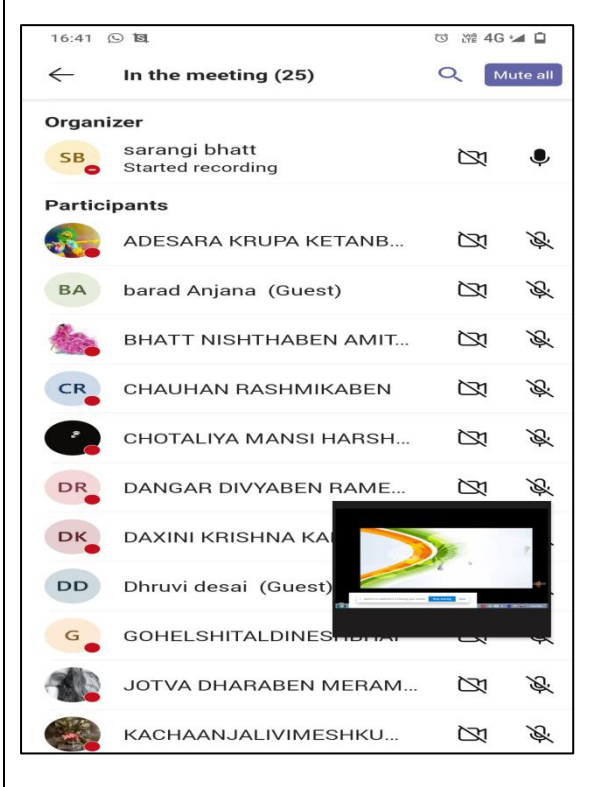 16:41 VoLTE 4G
In the meeting (25) Mute all
Organizer
SB sarangi bhatt
Started recording
Participants
ADESARA KRUPA KETANB...
BA barad Anjana (Guest)
BHATT NISHTHABEN AMIT...
CR CHAUHAN RASHMIKABEN
CHOTALIYA MANSI HARSH...
DR DANGAR DIVYABEN RAME...
DK DAXINI KRISHNA
DD Dhruvi desai (Guest)
G
JOTVA DHARABEN MERAM...
KACHAANJALIVIMESHKU...